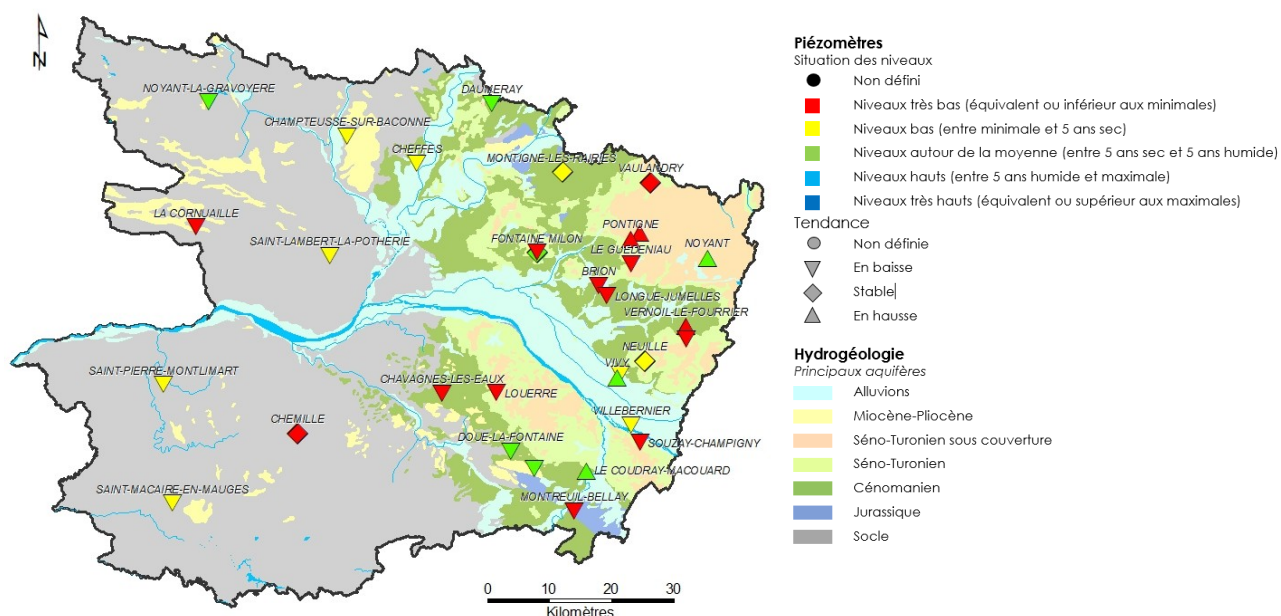 N
NOYANT-LA-GRAVOYERE
DAUMERAY
CHAMPTEUSSE-SUR-BACONNE
CHEFFES
MONTIGNE-LES-RAIRIES
VAULANDRY
LA CORNUAILLE
PONTIGNE
SAINT-LAMBERT-LA-POTHERIE
FONTAINE MILON
LE GUEDENIAU
NOYANT
BRION
LONGUE-JUMELLES
VERNOIL-LE-FOURRIER
NEUILLE
VIVY
SAINT-PIERRE-MONTLIMART
CHAVAGNES-LES-EAUX
LOUERRE
CHEMILLE
VILLEBERNIER
DOUE-LA-FONTAINE
SOUZAY-CHAMPIGNY
LE COUDRAY-MACOUARD
SAINT-MACAIRE-EN-MAUGES
MONTREUIL-BELLAY
0 10 20 30
Kilomètres
Piézomètres
Situation des niveaux
Non défini
Niveaux très bas (équivalent ou inférieur aux minimales)
Niveaux bas (entre minimale et 5 ans sec)
Niveaux autour de la moyenne (entre 5 ans sec et 5 ans humide)
Niveaux hauts (entre 5 ans humide et maximale)
Niveaux très hauts (équivalent ou supérieur aux maximales)
Tendance
Non définie
En baisse
Stable
En hausse
Hydrogéologie
Principaux aquifères
Alluvions
Miocène-Pliocène
Séno-Turonien sous couverture
Séno-Turonien
Cénomanien
Jurassique
Socle